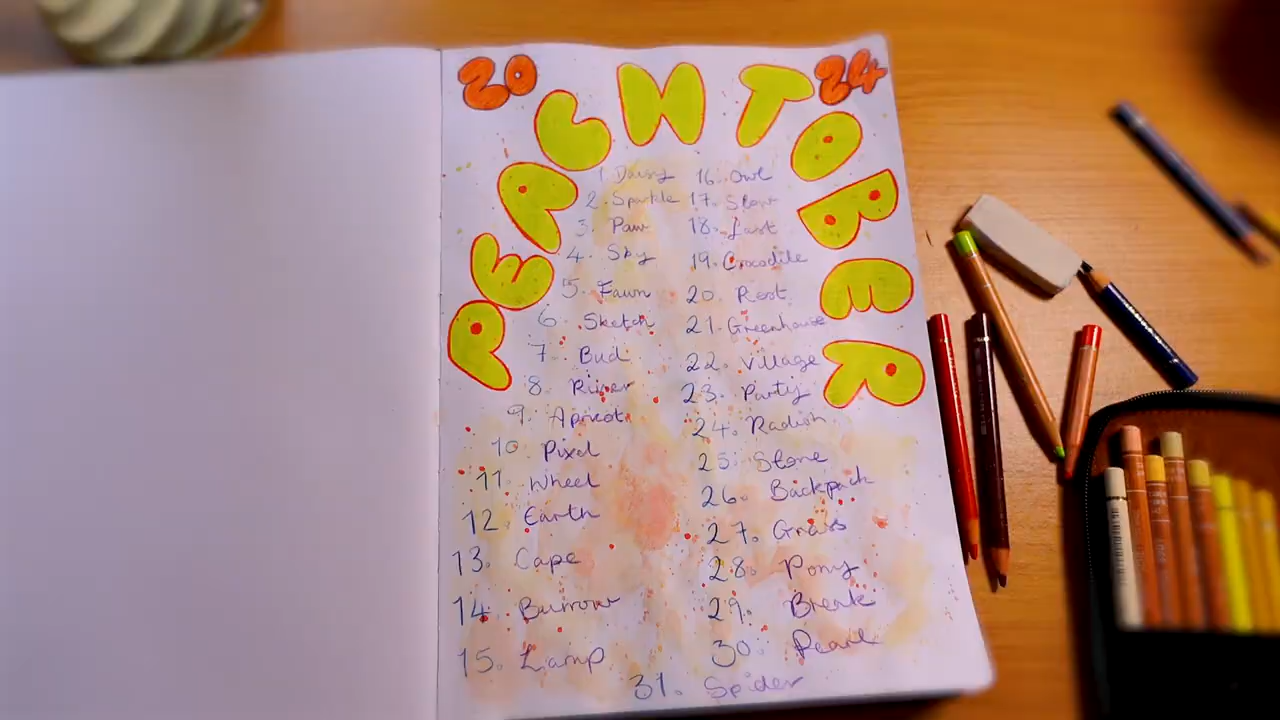 20 24
PEACHTOBER
1. Daisy
2. Sparkle
3. Paw
4. Sky
5. Fawn
6. Sketch
7. Bud
8. River
9. Apricot
10 Pixel
11. Wheel
12. Earth
13. Cape
14. Burrow
15. Lamp
16. Owl
17. Slow
18. Last
19. Crocodile
20. Rest
21. Greenhouse
22. Village
23. Party
24. Radish
25. Stone
26. Backpack
27. Grass
28. Pony
29. Break
30. Pearl
31. Spider